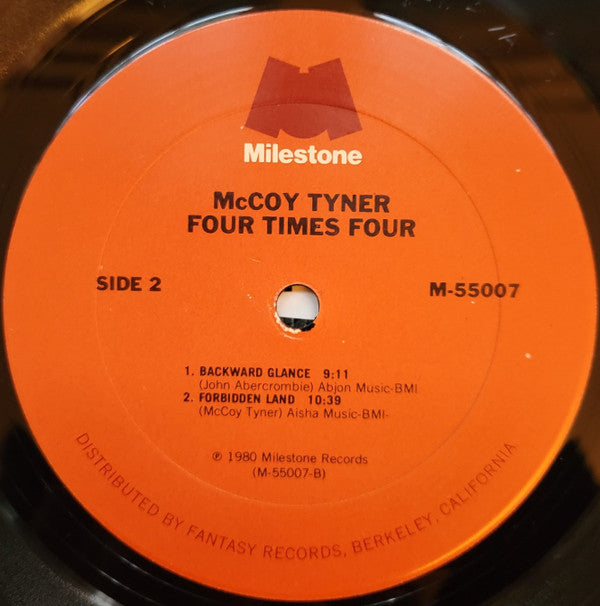 Milestone
McCOY TYNER
FOUR TIMES FOUR
SIDE 2
M-55007
1. BACKWARD GLANCE 9:11
(John Abercrombie) Abjon Music-BMI
2. FORBIDDEN LAND 10:39
(McCoy Tyner) Aisha Music-BMI-
℗ 1980 Milestone Records
(M-55007-B)
DISTRIBUTED BY FANTASY RECORDS, BERKELEY, CALIFORNIA